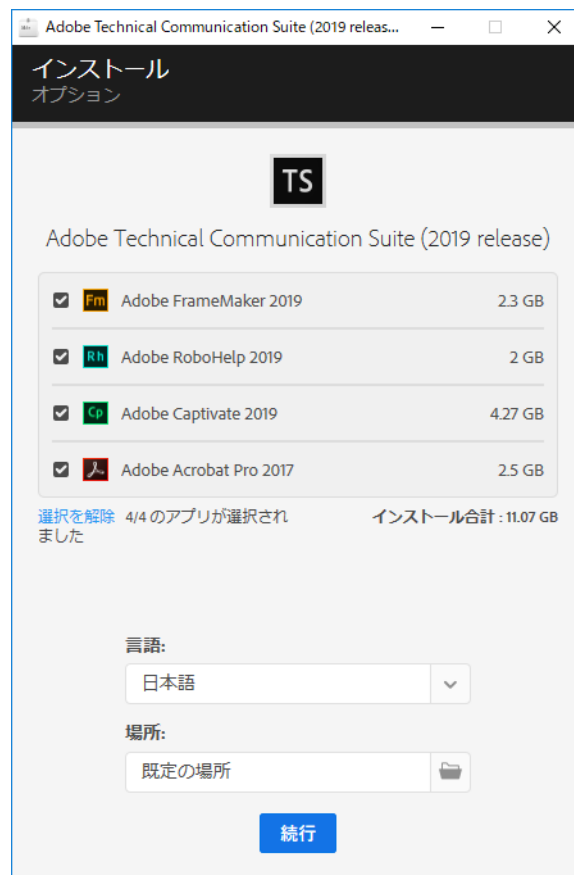 Adobe Technical Communication Suite (2019 releas...
インストール
オプション
TS
Adobe Technical Communication Suite (2019 release)
Fm Adobe FrameMaker 2019 2.3 GB
Rh Adobe RoboHelp 2019 2 GB
Cp Adobe Captivate 2019 4.27 GB
Adobe Acrobat Pro 2017 2.5 GB
選択を解除 4/4 のアプリが選択され インストール合計 : 11.07 GB
ました
言語:
日本語
場所:
既定の場所
続行